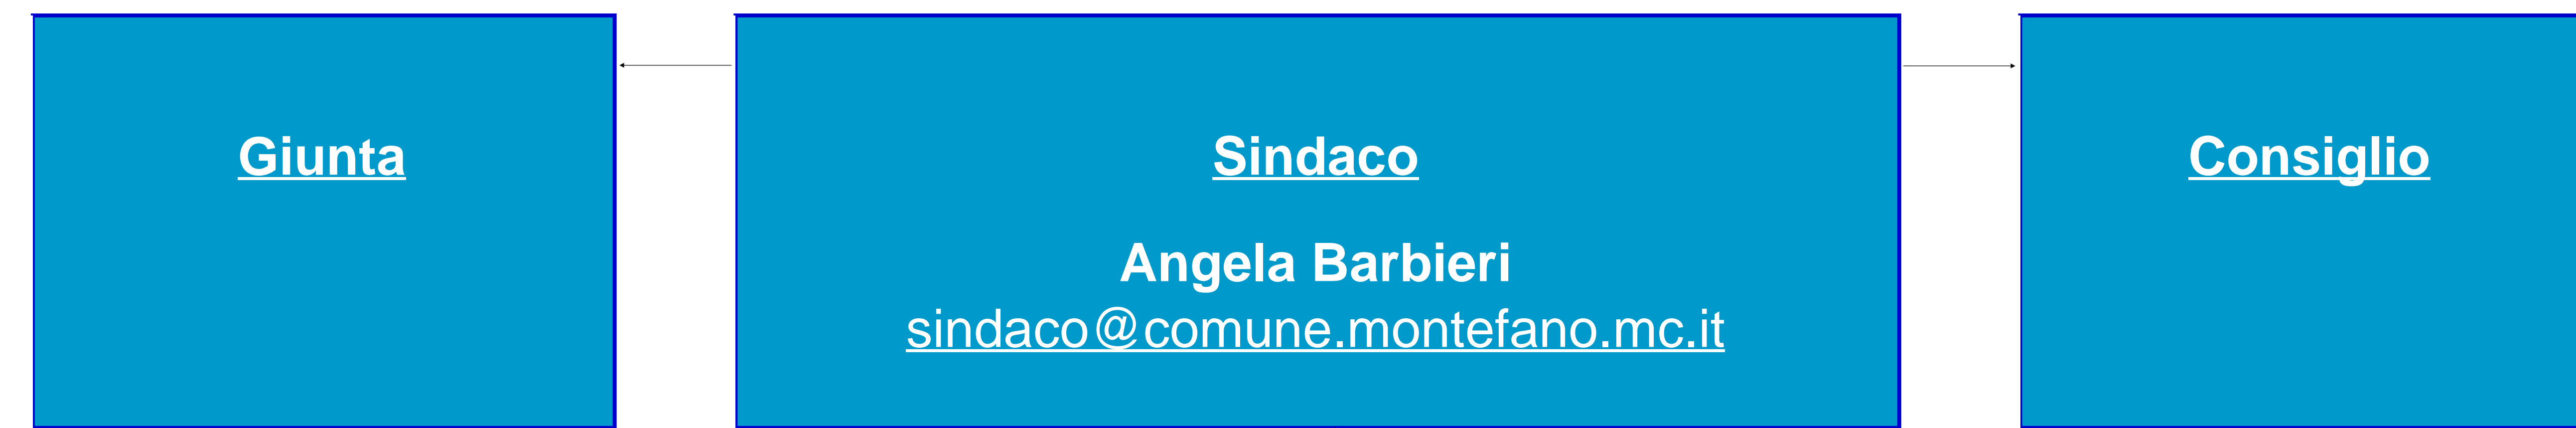 Giunta
Sindaco
Angela Barbieri
sindaco@comune.montefano.mc.it
Consiglio